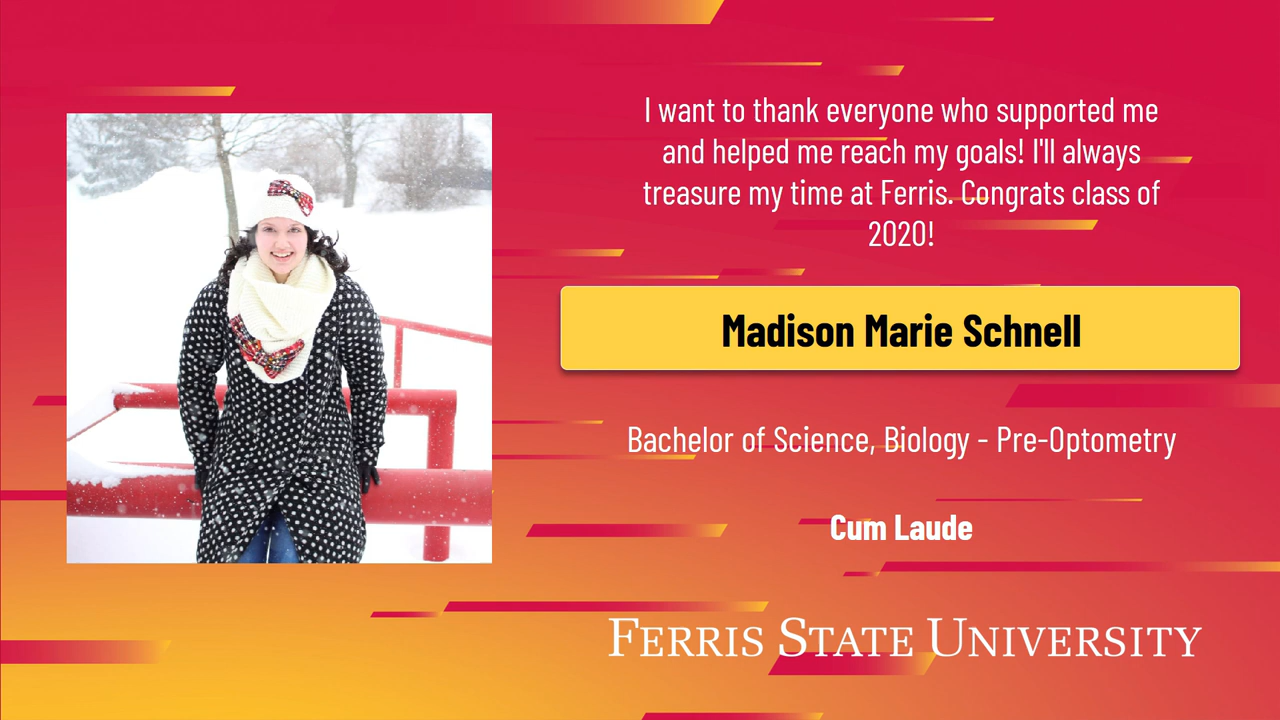 I want to thank everyone who supported me
and helped me reach my goals! I'll always
treasure my time at Ferris. Congrats class of
2020!
Madison Marie Schnell
Bachelor of Science, Biology - Pre-Optometry
Cum Laude
FERRIS STATE UNIVERSITY